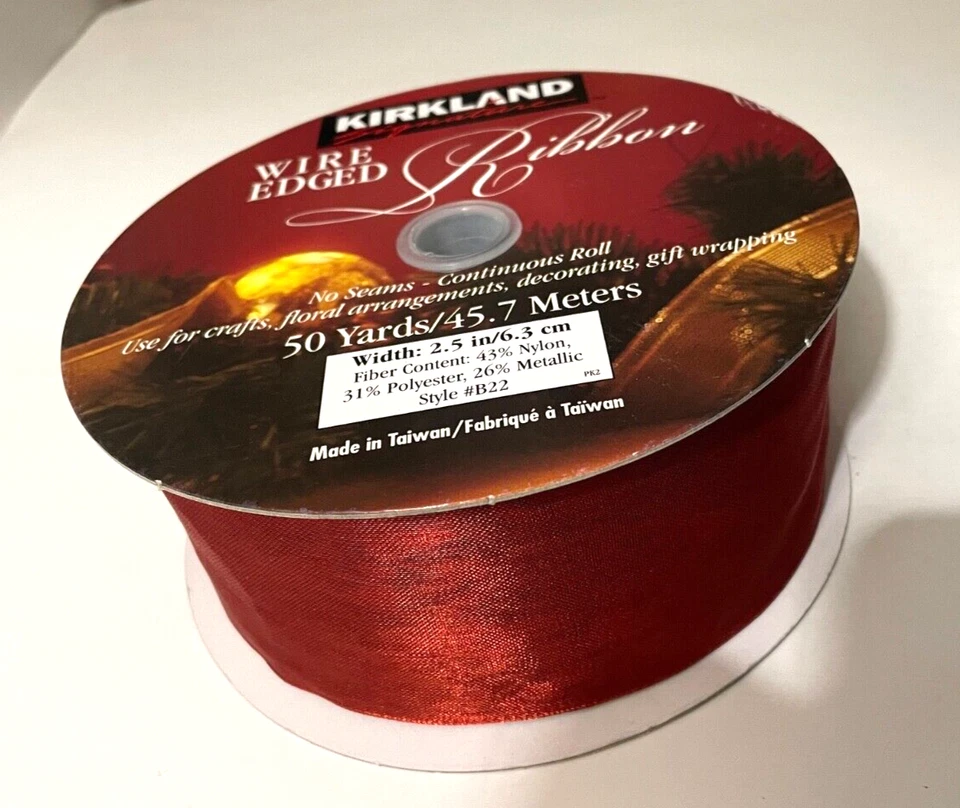 KIRKLAND
Signature
WIRE
EDGED
Ribbon
No Seams - Continuous Roll
Use for crafts, floral arrangements, decorating, gift wrapping
50 Yards/45.7 Meters
Width: 2.5 in/6.3 cm
Fiber Content: 43% Nylon,
31% Polyester, 26% Metallic
Style #B22
PK2
Made in Taiwan/Fabriqué à Taïwan